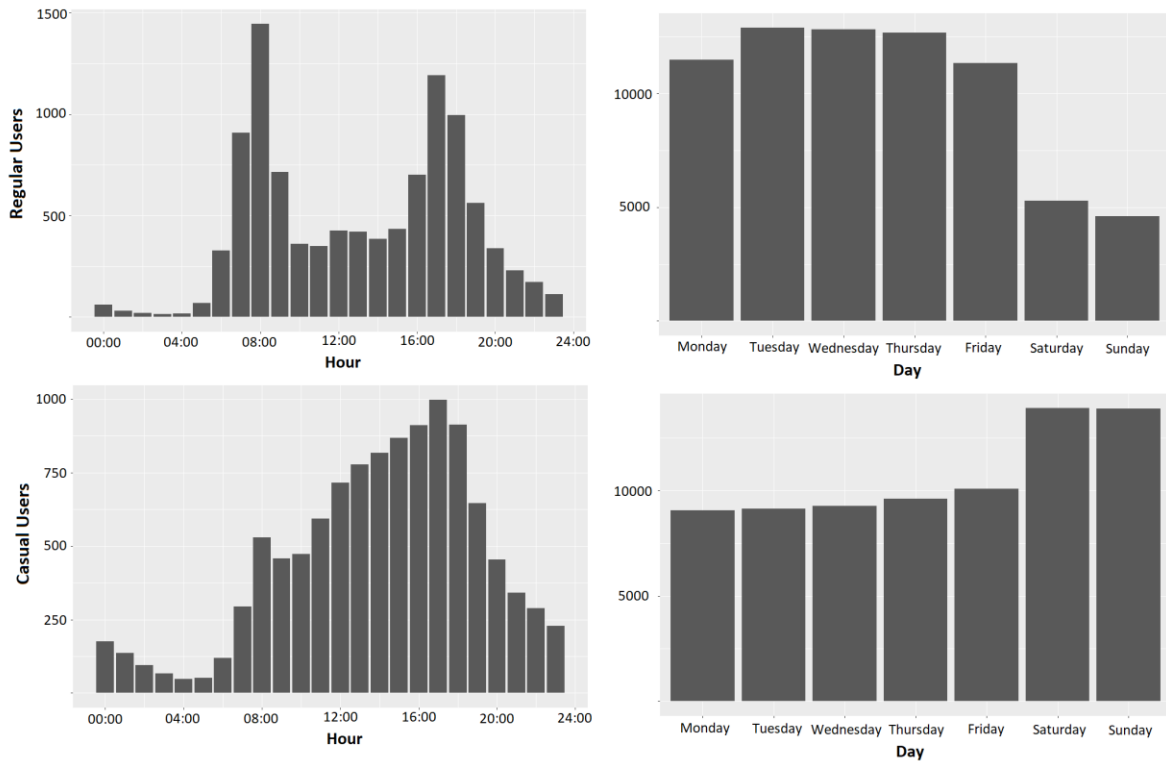 1500
1000
500
Regular Users
00:00 04:00 08:00 12:00 16:00 20:00 24:00
Hour
10000
5000
Monday Tuesday Wednesday Thursday Friday Saturday Sunday
Day
1000
750
500
250
Casual Users
00:00 04:00 08:00 12:00 16:00 20:00 24:00
Hour
10000
5000
Monday Tuesday Wednesday Thursday Friday Saturday Sunday
Day